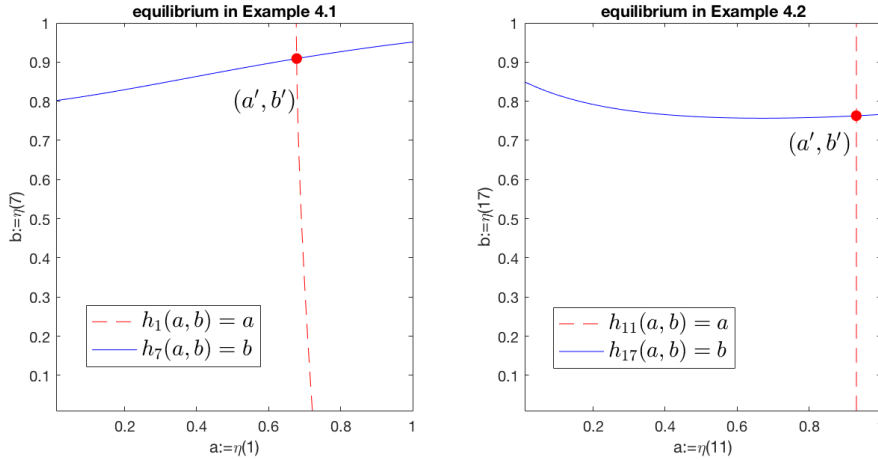 equilibrium in Example 4.1
1
0.9
0.8
0.7
0.6
0.5
0.4
0.3
0.2
0.1
b:=η(7)
(a′, b′)
h₁(a, b) = a
h₇(a, b) = b
0.2
0.4
0.6
0.8
1
a:=η(1)
equilibrium in Example 4.2
1
0.9
0.8
0.7
0.6
0.5
0.4
0.3
0.2
0.1
b:=η(17)
(a′, b′)
h₁₁(a, b) = a
h₁₇(a, b) = b
0.2
0.4
0.6
0.8
1
a:=η(11)